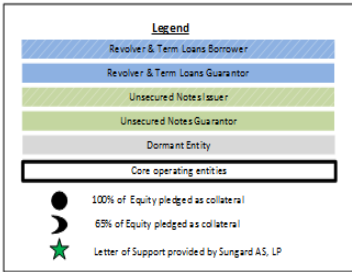 Legend
Revolver & Term Loans Borrower
Revolver & Term Loans Guarantor
Unsecured Notes Issuer
Unsecured Notes Guarantor
Dormant Entity
Core operating entities
100% of Equity pledged as collateral
65% of Equity pledged as collateral
Letter of Support provided by Sungard AS, LP